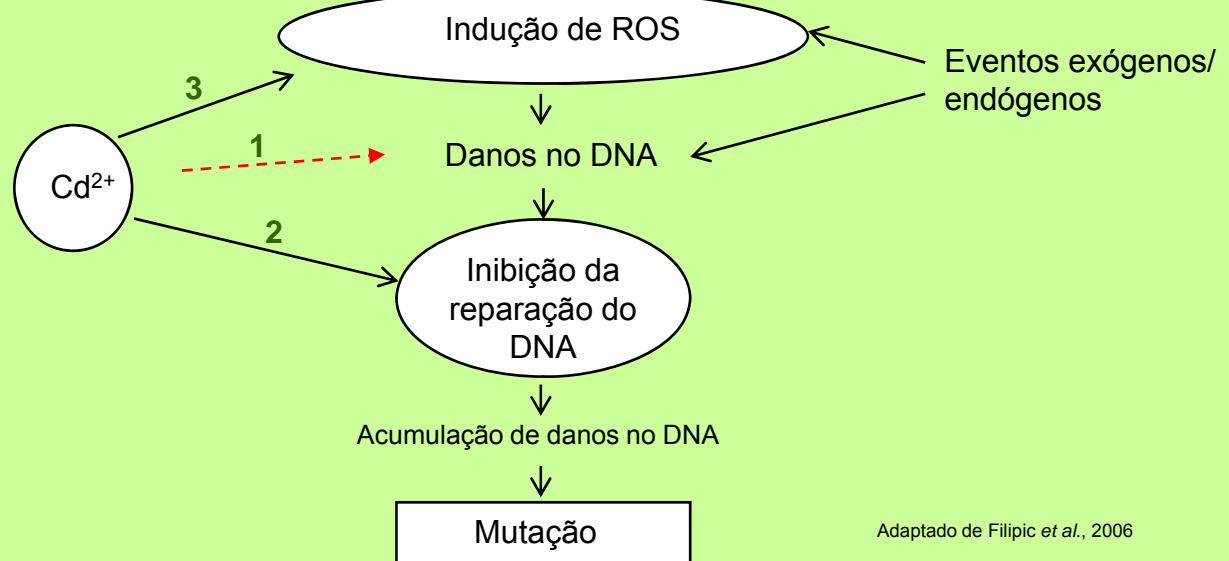 Indução de ROS
Eventos exógenos/
endógenos
3
1
Danos no DNA
Cd²⁺
2
Inibição da
reparação do
DNA
Acumulação de danos no DNA
Mutação
Adaptado de Filipic et al., 2006